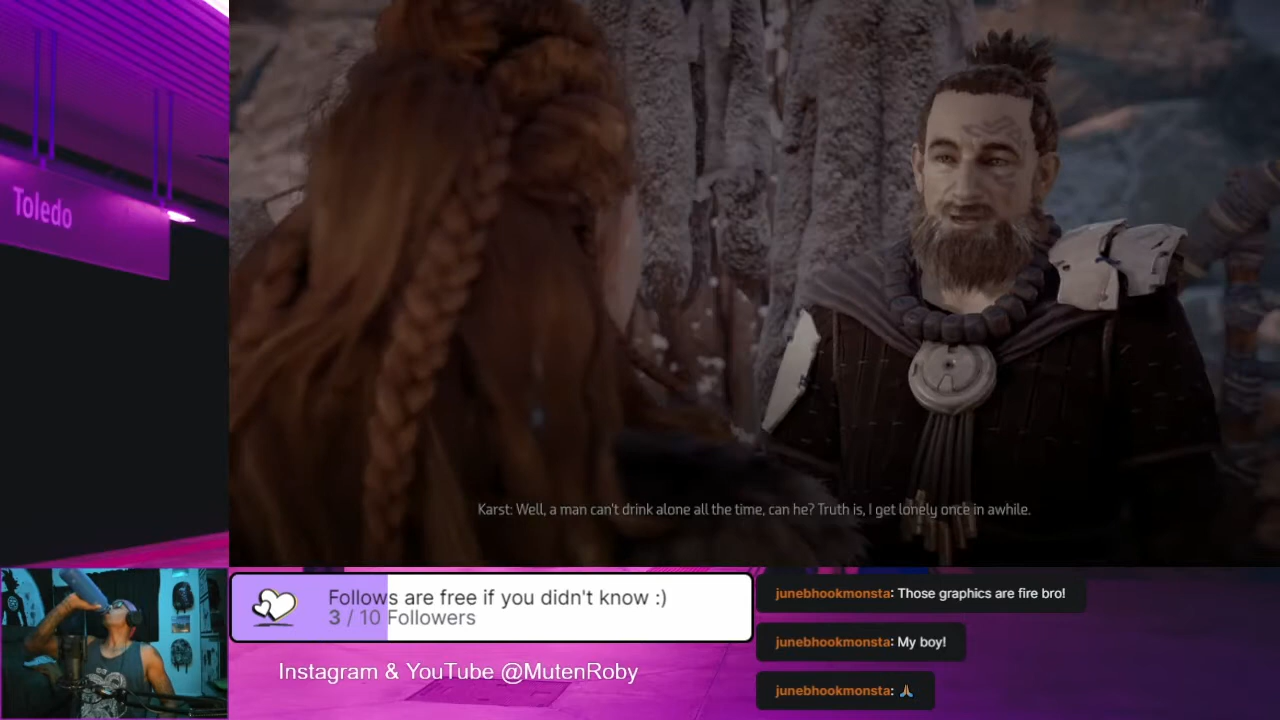 Toledo
Karst: Well, a man can't drink alone all the time, can he? Truth is, I get lonely once in awhile.
Follows are free if you didn't know :)
3 / 10 Followers
Instagram & YouTube @MutenRoby
junebhookmonsta: Those graphics are fire bro!
junebhookmonsta: My boy!
junebhookmonsta: 🙏🏽